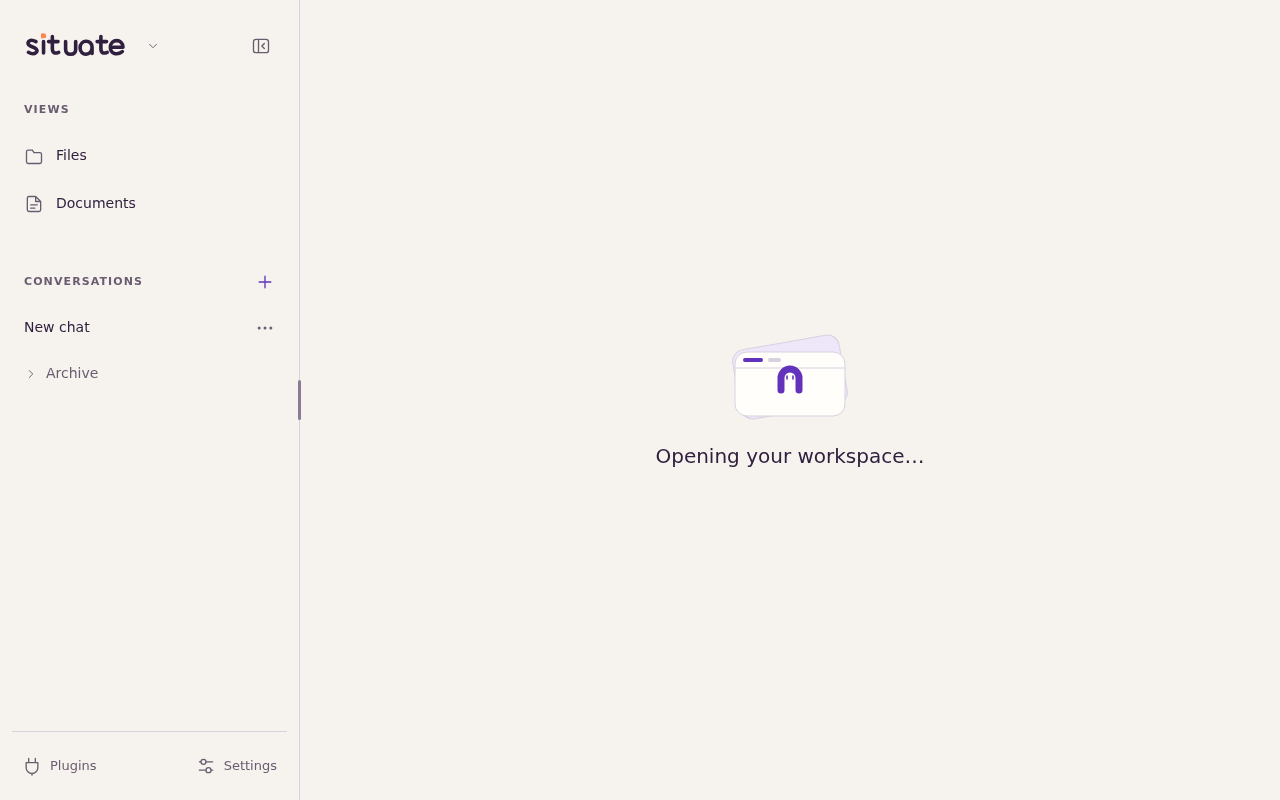 situate
VIEWS
Files
Documents
CONVERSATIONS
New chat
Archive
Plugins
Settings
Opening your workspace…